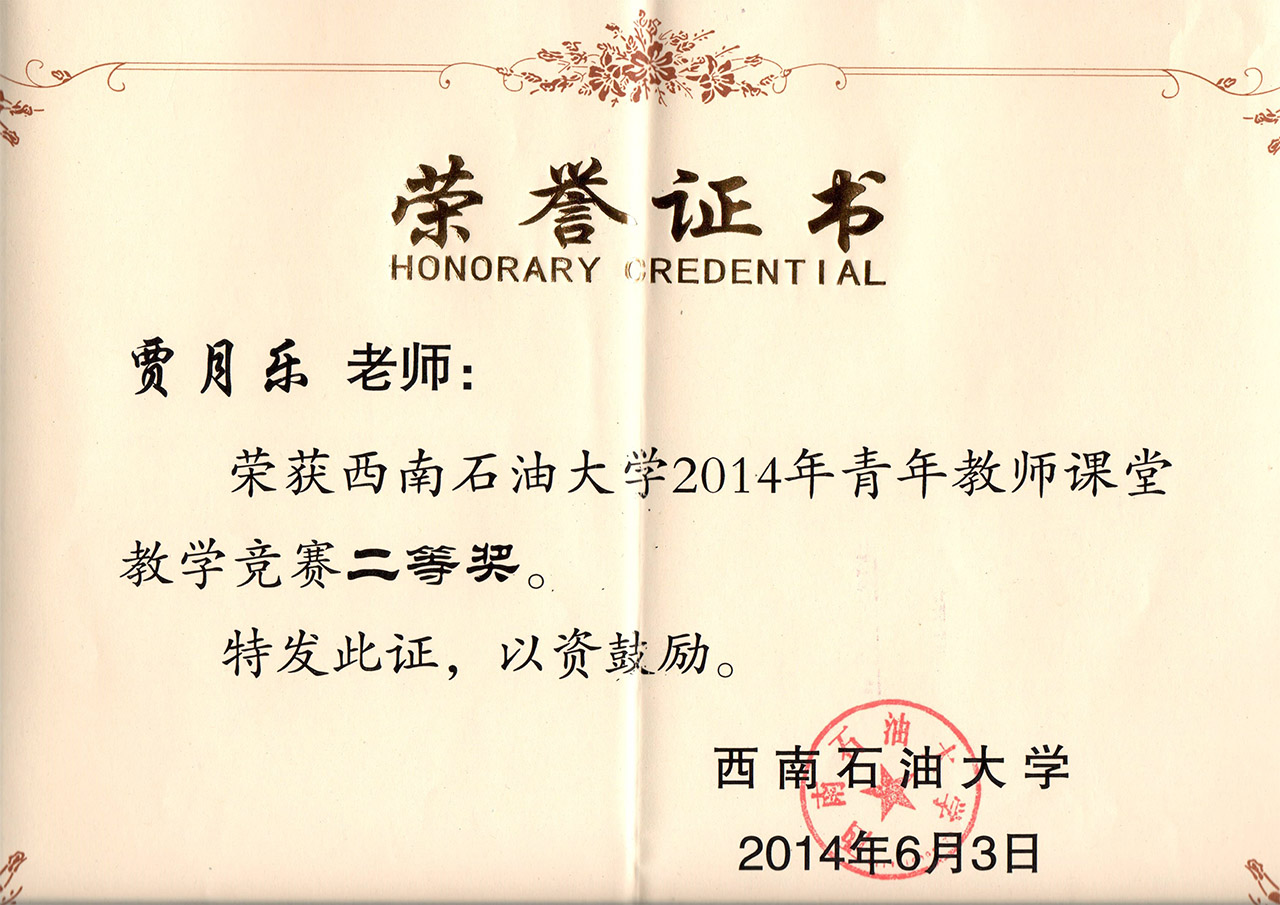 荣誉证书
HONORARY CREDENTIAL
贾月乐 老师：
荣获西南石油大学2014年青年教师课堂
教学竞赛二等奖。
特发此证，以资鼓励。
西南石油大学
西南石油大学
2014年6月3日